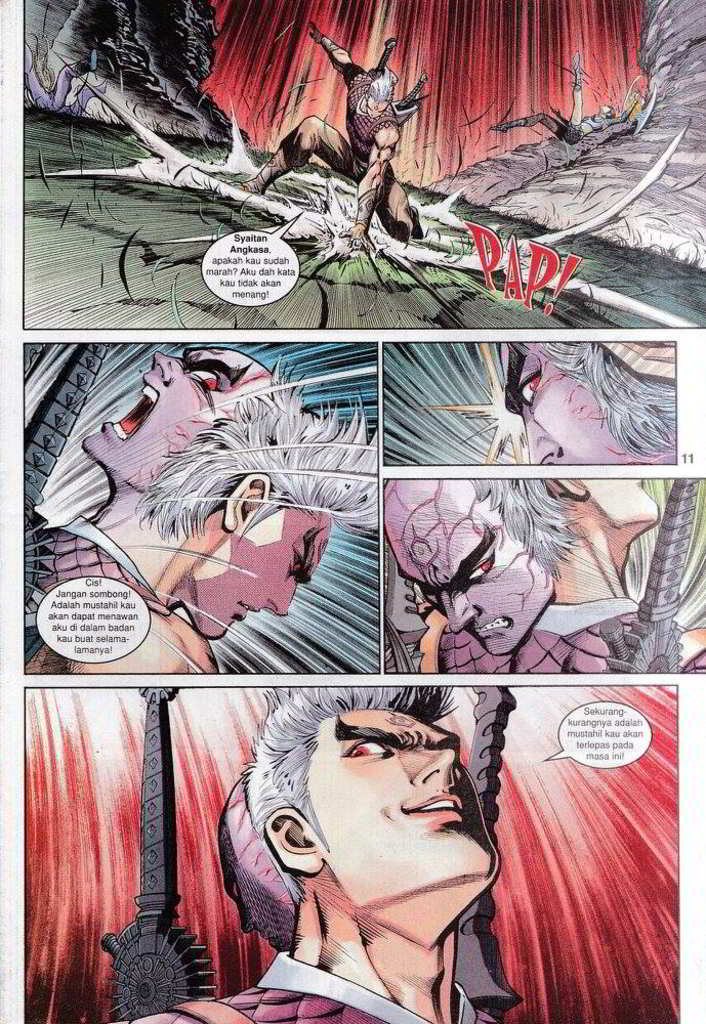 Syaitan
Angkasa,
apakah kau sudah
marah? Aku dah kata
kau tidak akan
menang!
PAP!
11
Cis!
Jangan sombong!
Adalah mustahil kau
akan dapat menawan
aku di dalam badan
kau buat selama-
lamanya!
Sekurang-
kurangnya adalah
mustahil kau akan
terlepas pada
masa ini!